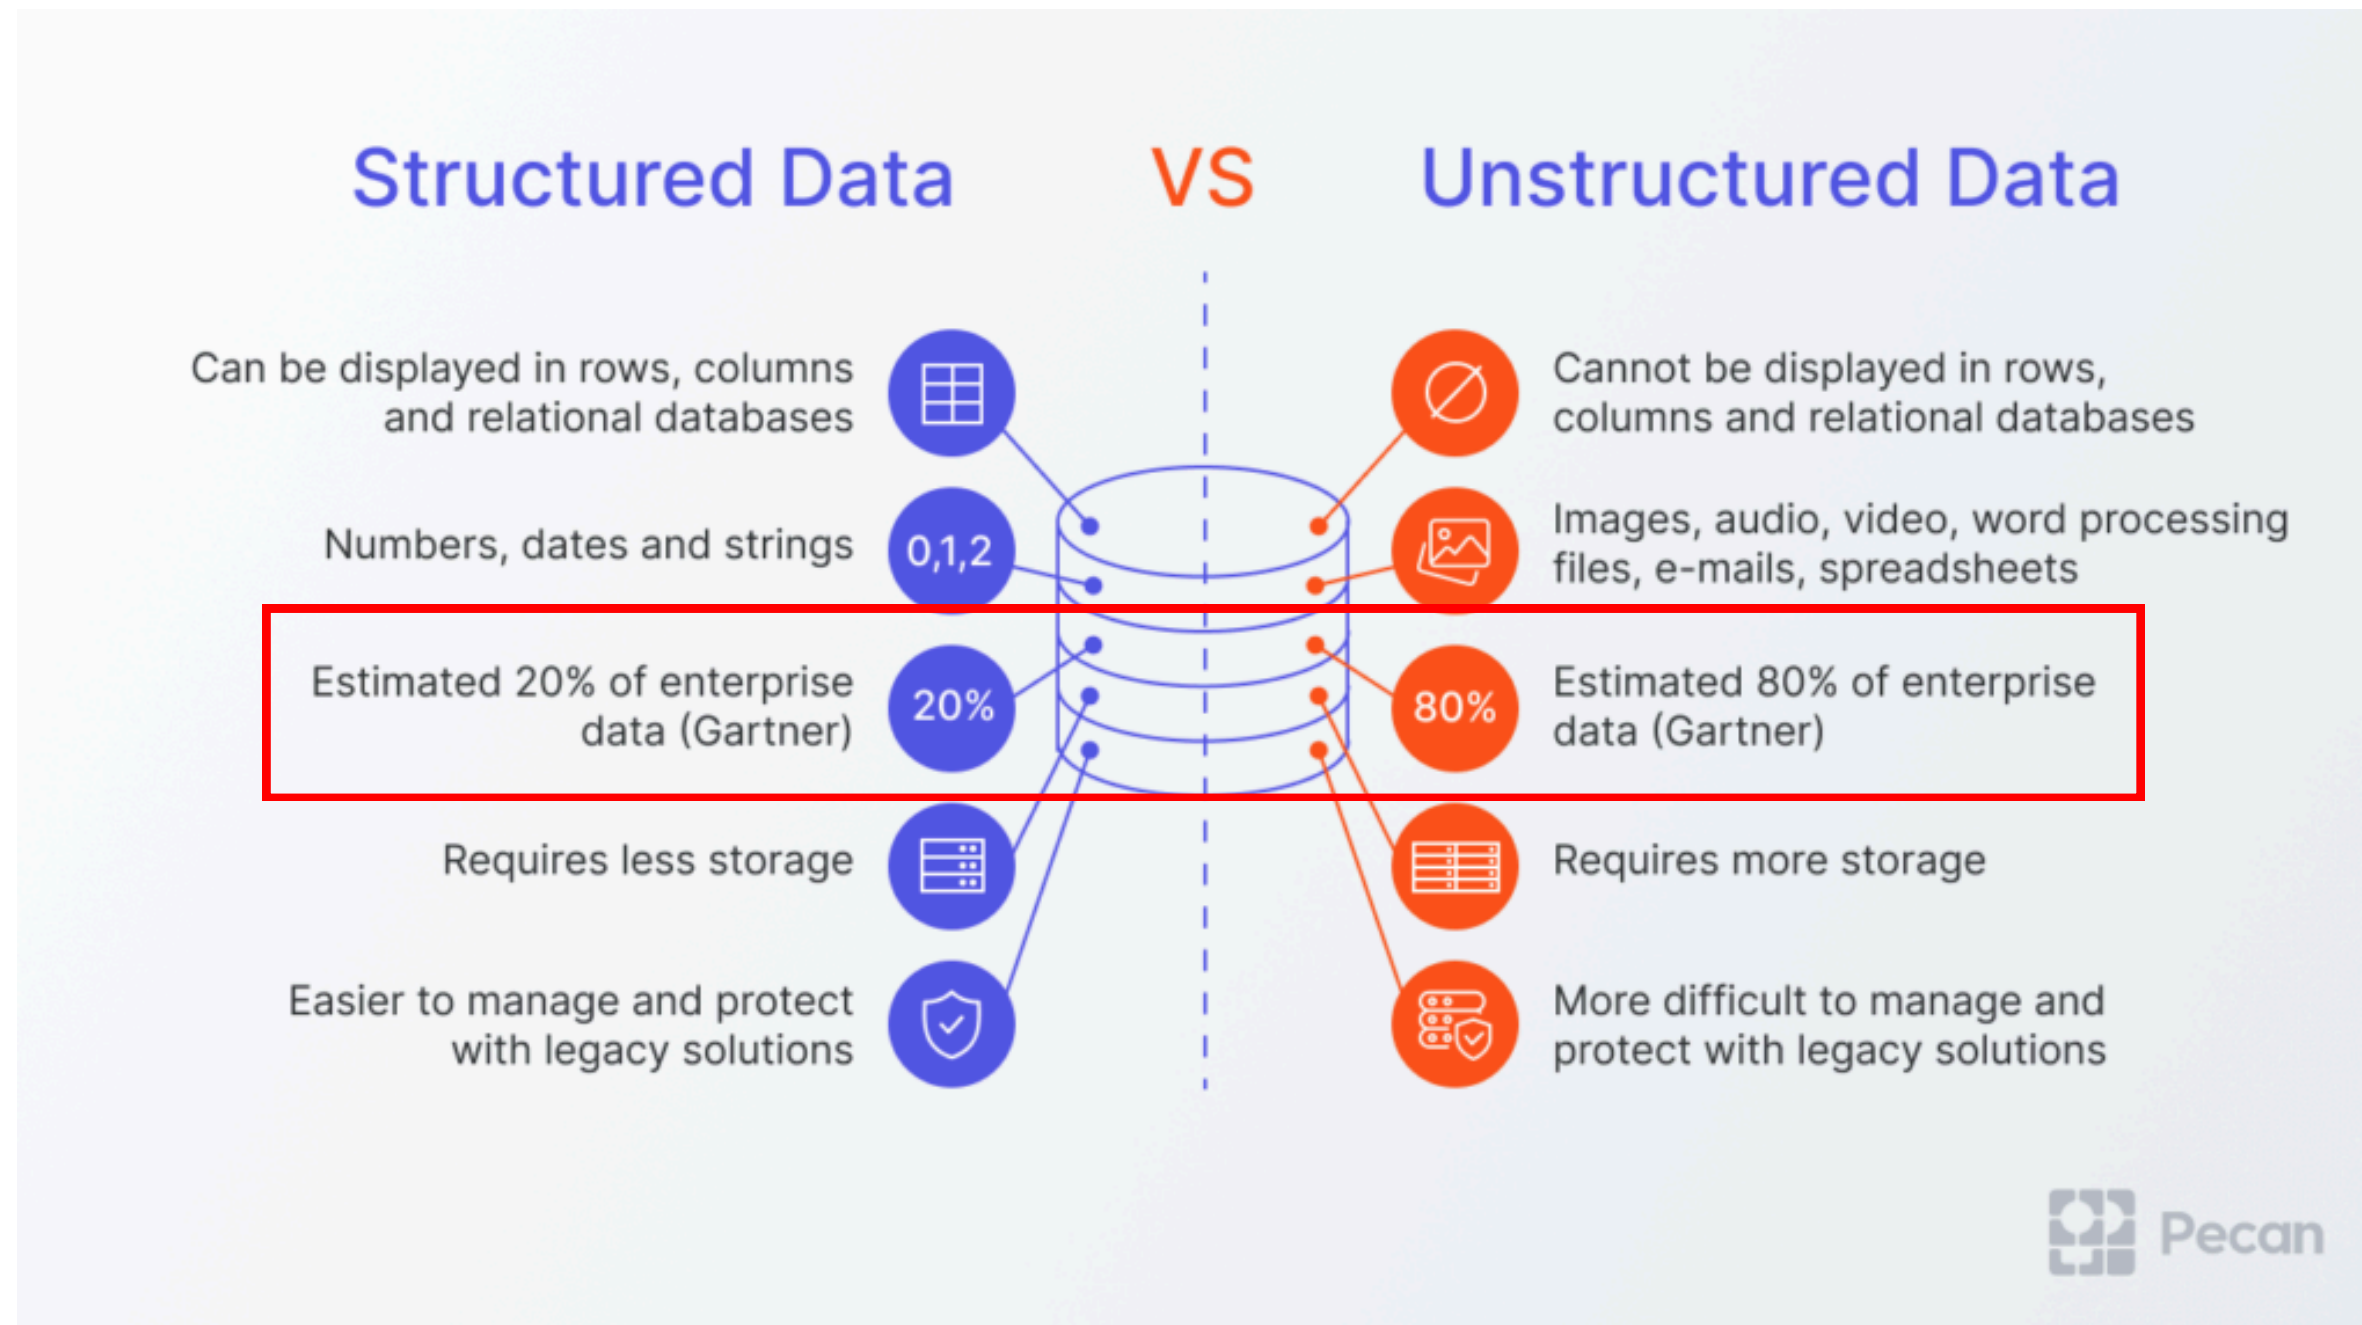 Structured Data
VS
Unstructured Data
Can be displayed in rows, columns
and relational databases
Numbers, dates and strings
0,1,2
Estimated 20% of enterprise
data (Gartner)
20%
Requires less storage
Easier to manage and protect
with legacy solutions
Cannot be displayed in rows,
columns and relational databases
Images, audio, video, word processing
files, e-mails, spreadsheets
80%
Estimated 80% of enterprise
data (Gartner)
Requires more storage
More difficult to manage and
protect with legacy solutions
Pecan